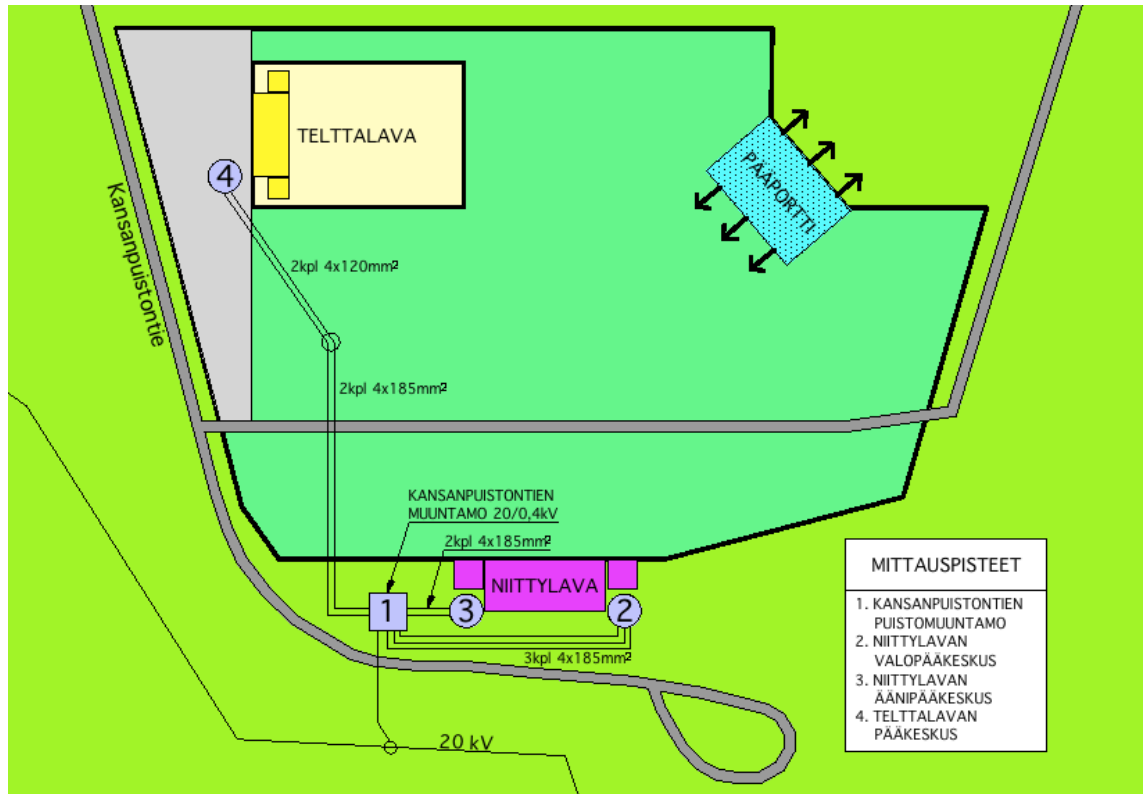 TELTTALAVA
PÄÄPORTTI
4
Kansanpuistontie
2kpl 4x120mm²
2kpl 4x185mm²
KANSANPUISTONTIEN
MUUNTAMO 20/0,4kV
2kpl 4x185mm²
NIITTYLAVA
1
3
2
3kpl 4x185mm²
20 kV
MITTAUSPISTEET
1. KANSANPUISTONTIEN
PUISTOMUUNTAMO
2. NIITTYLAVAN
VALOPÄÄKESKUS
3. NIITTYLAVAN
ÄÄNIPÄÄKESKUS
4. TELTTALAVAN
PÄÄKESKUS